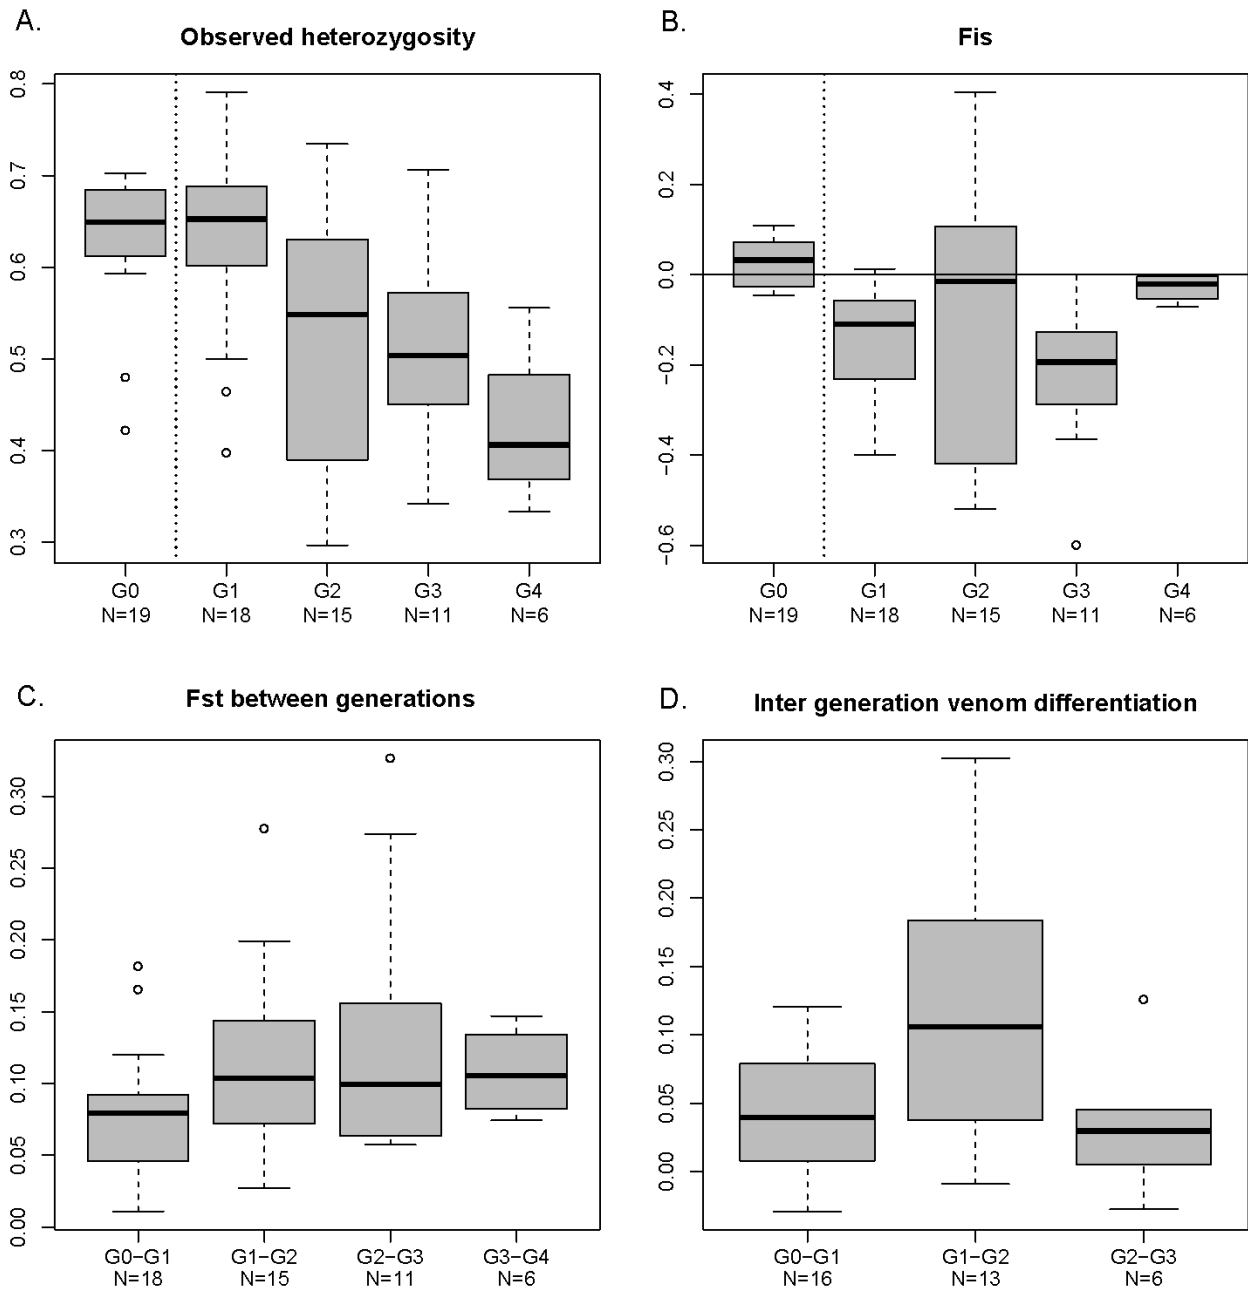 A.
Observed heterozygosity
0.8
0.7
0.6
0.5
0.4
0.3
G0 G1 G2 G3 G4
N=19 N=18 N=15 N=11 N=6
B.
Fis
0.4
0.2
0.0
−0.2
−0.4
−0.6
G0 G1 G2 G3 G4
N=19 N=18 N=15 N=11 N=6
C.
Fst between generations
0.30
0.25
0.20
0.15
0.10
0.05
0.00
G0−G1 G1−G2 G2−G3 G3−G4
N=18 N=15 N=11 N=6
D.
Inter generation venom differentiation
0.30
0.25
0.20
0.15
0.10
0.05
0.00
G0−G1 G1−G2 G2−G3
N=16 N=13 N=6